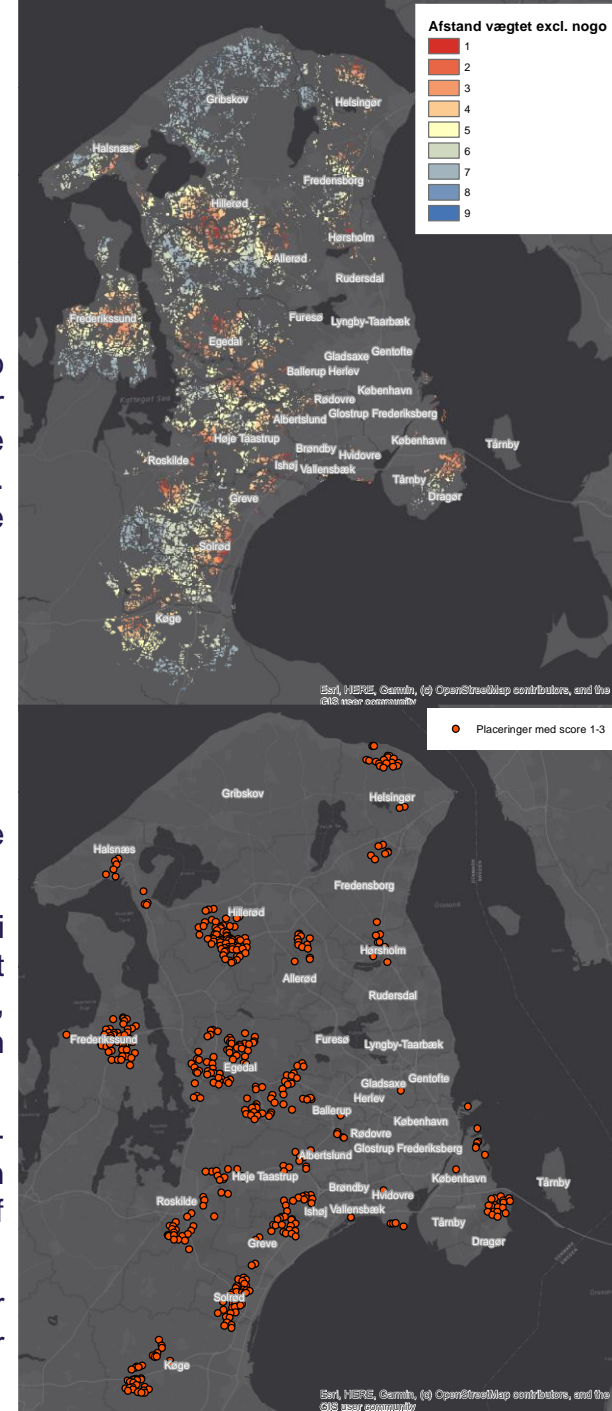 Afstand vægtet excl. nogo
1
2
3
4
5
6
7
8
9
Gribskov
Helsingør
Halsnæs
Fredensborg
Hillerød
Hørsholm
Allerød
Rudersdal
Frederikssund
Furesø Lyngby-Taarbæk
Egedal
Gladsaxe Gentofte
Ballerup Herlev
København
Rødovre
Albertslund Glostrup Frederiksberg
Høje Taastrup
København
Tårnby
Brøndby Hvidovre
Roskilde
Ishøj Vallensbæk
Tårnby
Greve
Dragør
Solrød
Køge
Esri, HERE, Garmin, (c) OpenStreetMap contributors, and the
GIS user community
Placeringer med score 1-3
Gribskov
Helsingør
Halsnæs
Fredensborg
Hillerød
Hørsholm
Allerød
Rudersdal
Frederikssund
Furesø Lyngby-Taarbæk
Egedal
Gladsaxe Gentofte
Herlev
Ballerup
København
Rødovre
Albertslund Glostrup Frederiksberg
Høje Taastrup
København
Tårnby
Brøndby Hvidovre
Roskilde
Ishøj Vallensbæk
Tårnby
Greve
Dragør
Solrød
Køge
Esri, HERE, Garmin, (c) OpenStreetMap contributors, and the
GIS user community